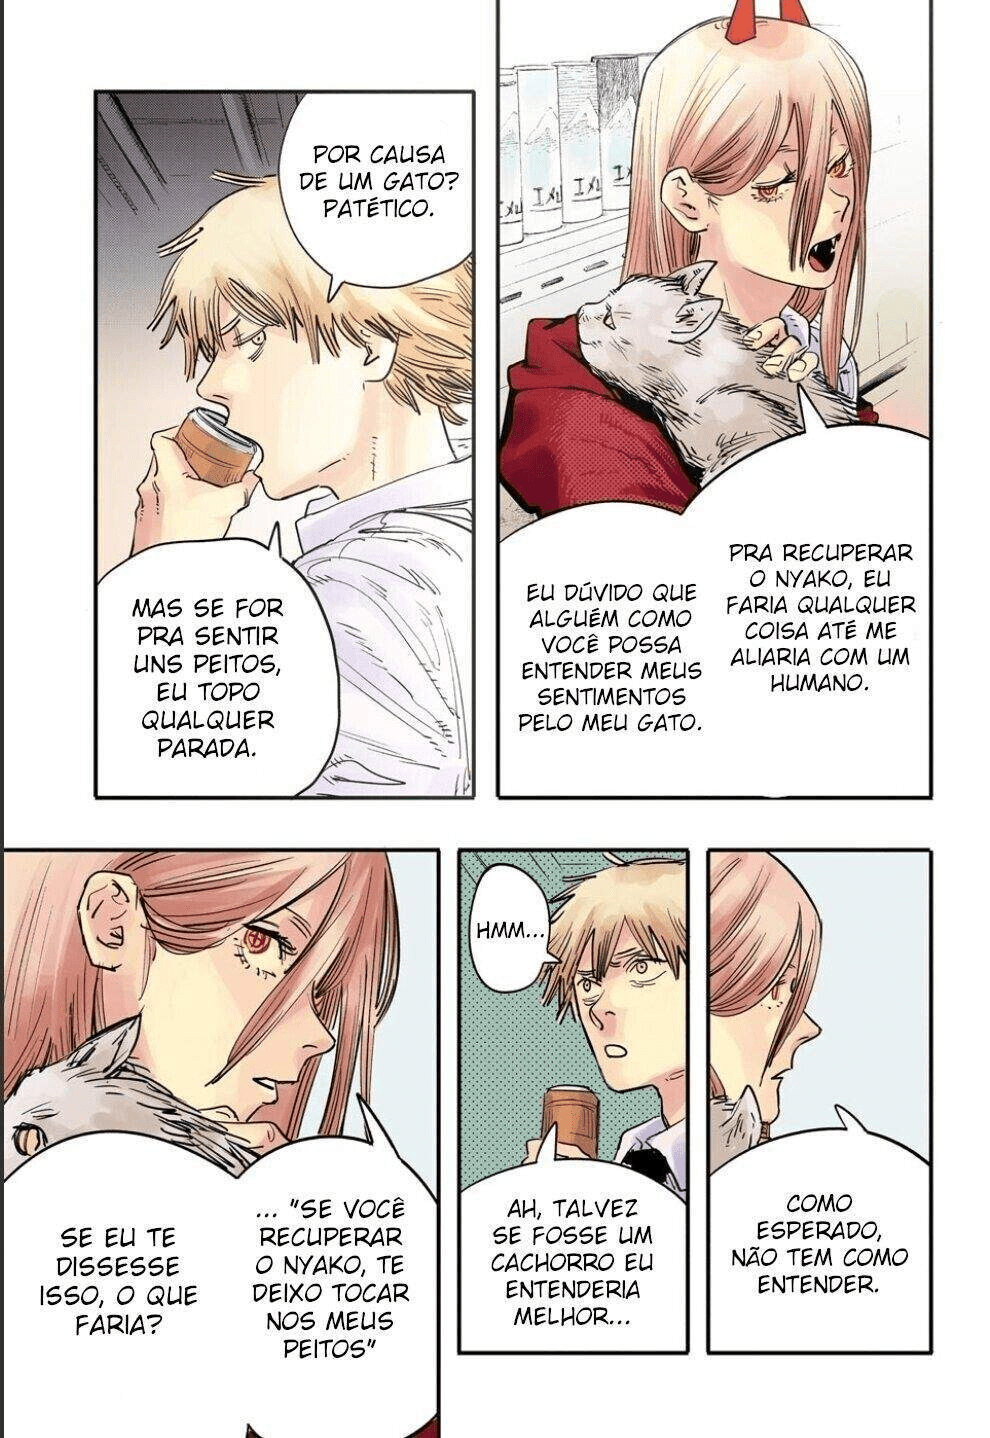 PRA RECUPERAR
O NYAKO, EU
FARIA QUALQUER
COISA ATÉ ME
ALIARIA COM UM
HUMANO.
EU DÚVIDO QUE
ALGUÉM COMO
VOCÊ POSSA
ENTENDER MEUS
SENTIMENTOS
PELO MEU GATO.
POR CAUSA
DE UM GATO?
PATÉTICO.
MAS SE FOR
PRA SENTIR
UNS PEITOS,
EU TOPO
QUALQUER
PARADA.
COMO
ESPERADO,
NÃO TEM COMO
ENTENDER.
HMM...
AH, TALVEZ
SE FOSSE UM
CACHORRO EU
ENTENDERIA
MELHOR...
... "SE VOCÊ
RECUPERAR
O NYAKO, TE
DEIXO TOCAR
NOS MEUS
PEITOS"
SE EU TE
DISSESSE
ISSO, O QUE
FARIA?